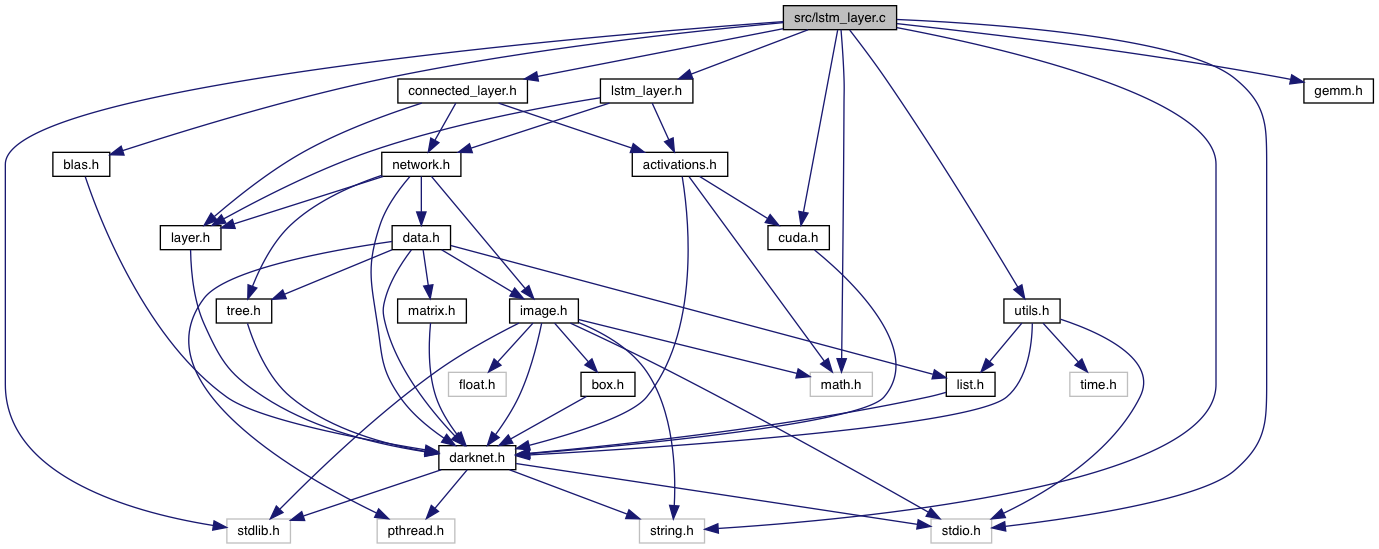 src/lstm_layer.c
connected_layer.h
lstm_layer.h
gemm.h
blas.h
network.h
activations.h
layer.h
data.h
cuda.h
tree.h
matrix.h
image.h
utils.h
float.h
box.h
math.h
list.h
time.h
darknet.h
stdlib.h
pthread.h
string.h
stdio.h